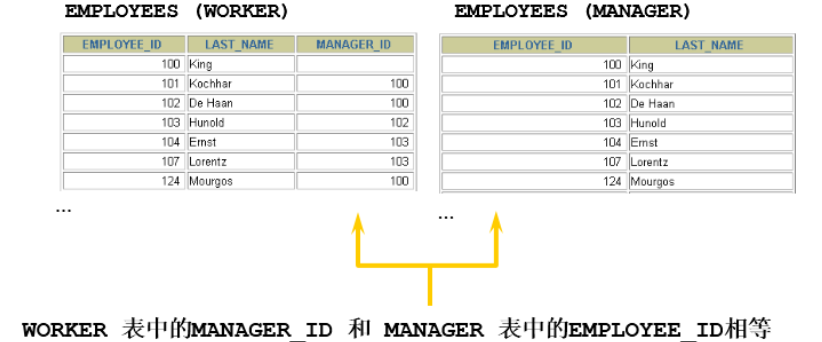 EMPLOYEES (WORKER) EMPLOYEES (MANAGER)
EMPLOYEE_ID LAST_NAME MANAGER_ID EMPLOYEE_ID LAST_NAME
100 King 100 King
101 Kochhar 100 101 Kochhar
102 De Haan 100 102 De Haan
103 Hunold 102 103 Hunold
104 Ernst 103 104 Ernst
107 Lorentz 103 107 Lorentz
124 Mourgos 100 124 Mourgos
... ...
WORKER 表中的MANAGER_ID 和 MANAGER 表中的EMPLOYEE_ID相等